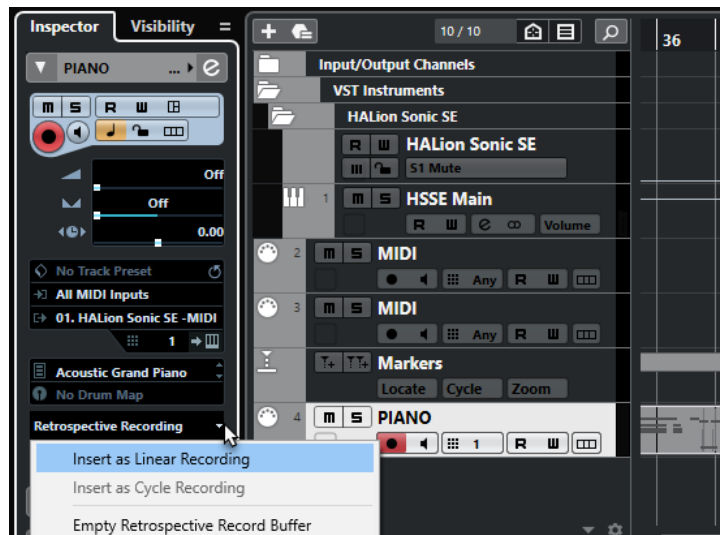 Inspector Visibility
10 / 10
36
PIANO ...
Input/Output Channels
VST Instruments
HALion Sonic SE
M S R W
R W HALion Sonic SE
S1 Mute
Off
1 M S HSSE Main
Off
R W e Volume
0.00
2 M S MIDI
No Track Preset
Any R W
All MIDI Inputs
3 M S MIDI
01. HALion Sonic SE -MIDI
Any R W
1
Markers
Acoustic Grand Piano
Locate Cycle Zoom
No Drum Map
4 M S PIANO
Retrospective Recording
1 R W
Insert as Linear Recording
Insert as Cycle Recording
Empty Retrospective Record Buffer